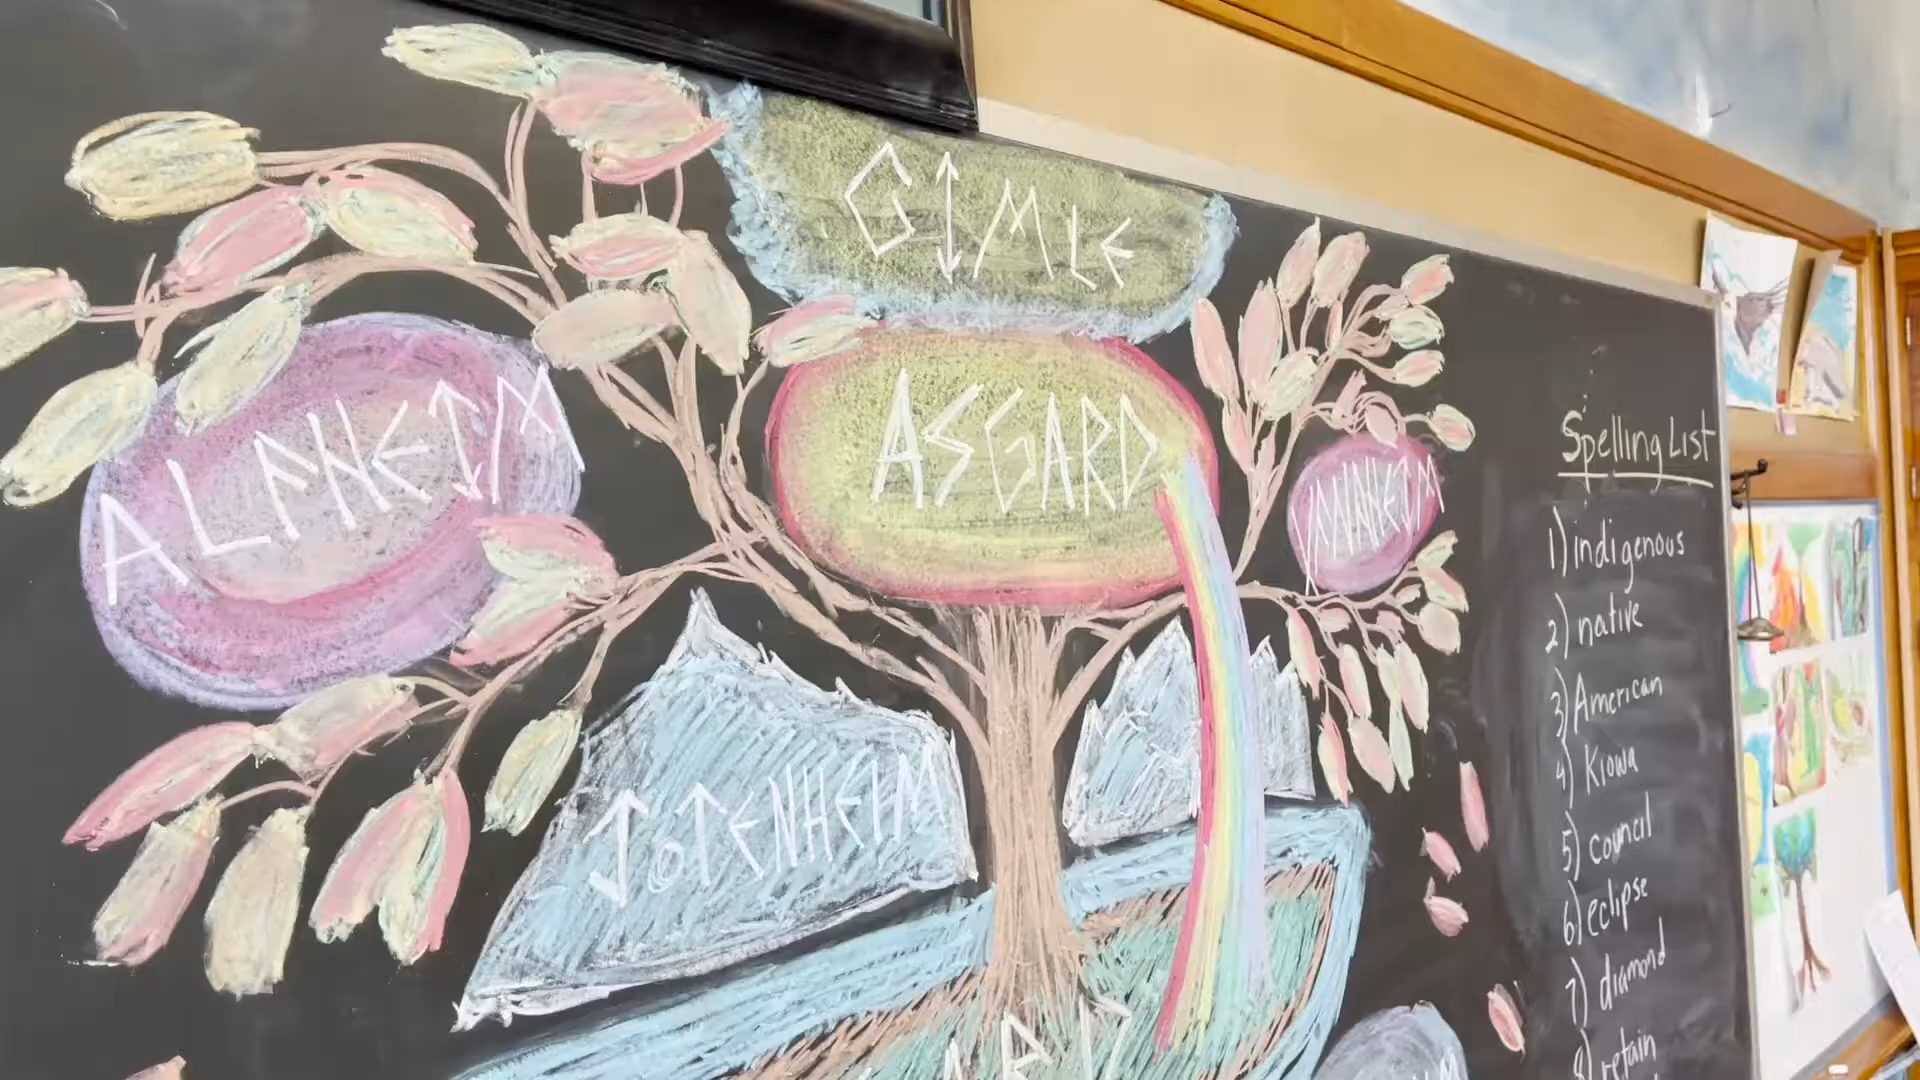 GIMLE
ASGARD
ALFHEIM
VANAHEIM
JOTENHEIM
Spelling List
1) indigenous
2) native
3) American
4) Kiowa
5) council
6) eclipse
7) diamond
8) retain